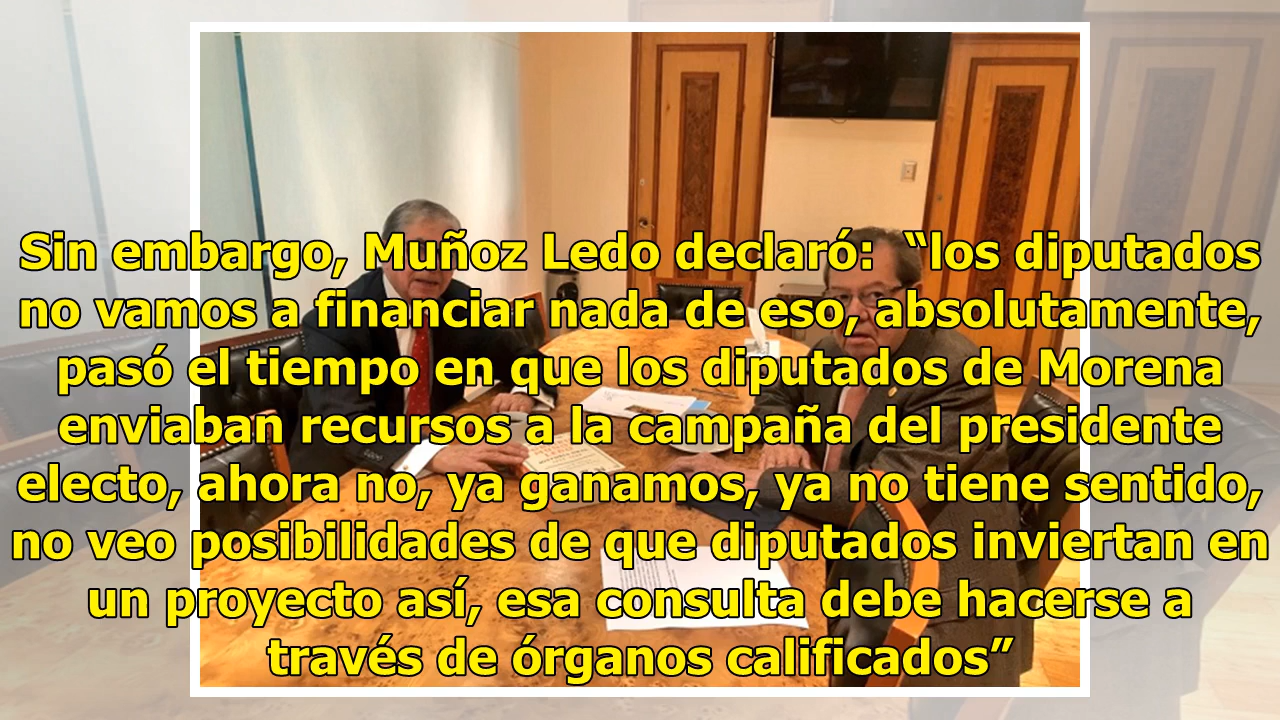 Sin embargo, Muñoz Ledo declaró:  “los diputados
no vamos a financiar nada de eso, absolutamente,
pasó el tiempo en que los diputados de Morena
enviaban recursos a la campaña del presidente
electo, ahora no, ya ganamos, ya no tiene sentido,
no veo posibilidades de que diputados inviertan en
un proyecto así, esa consulta debe hacerse a
través de órganos calificados”